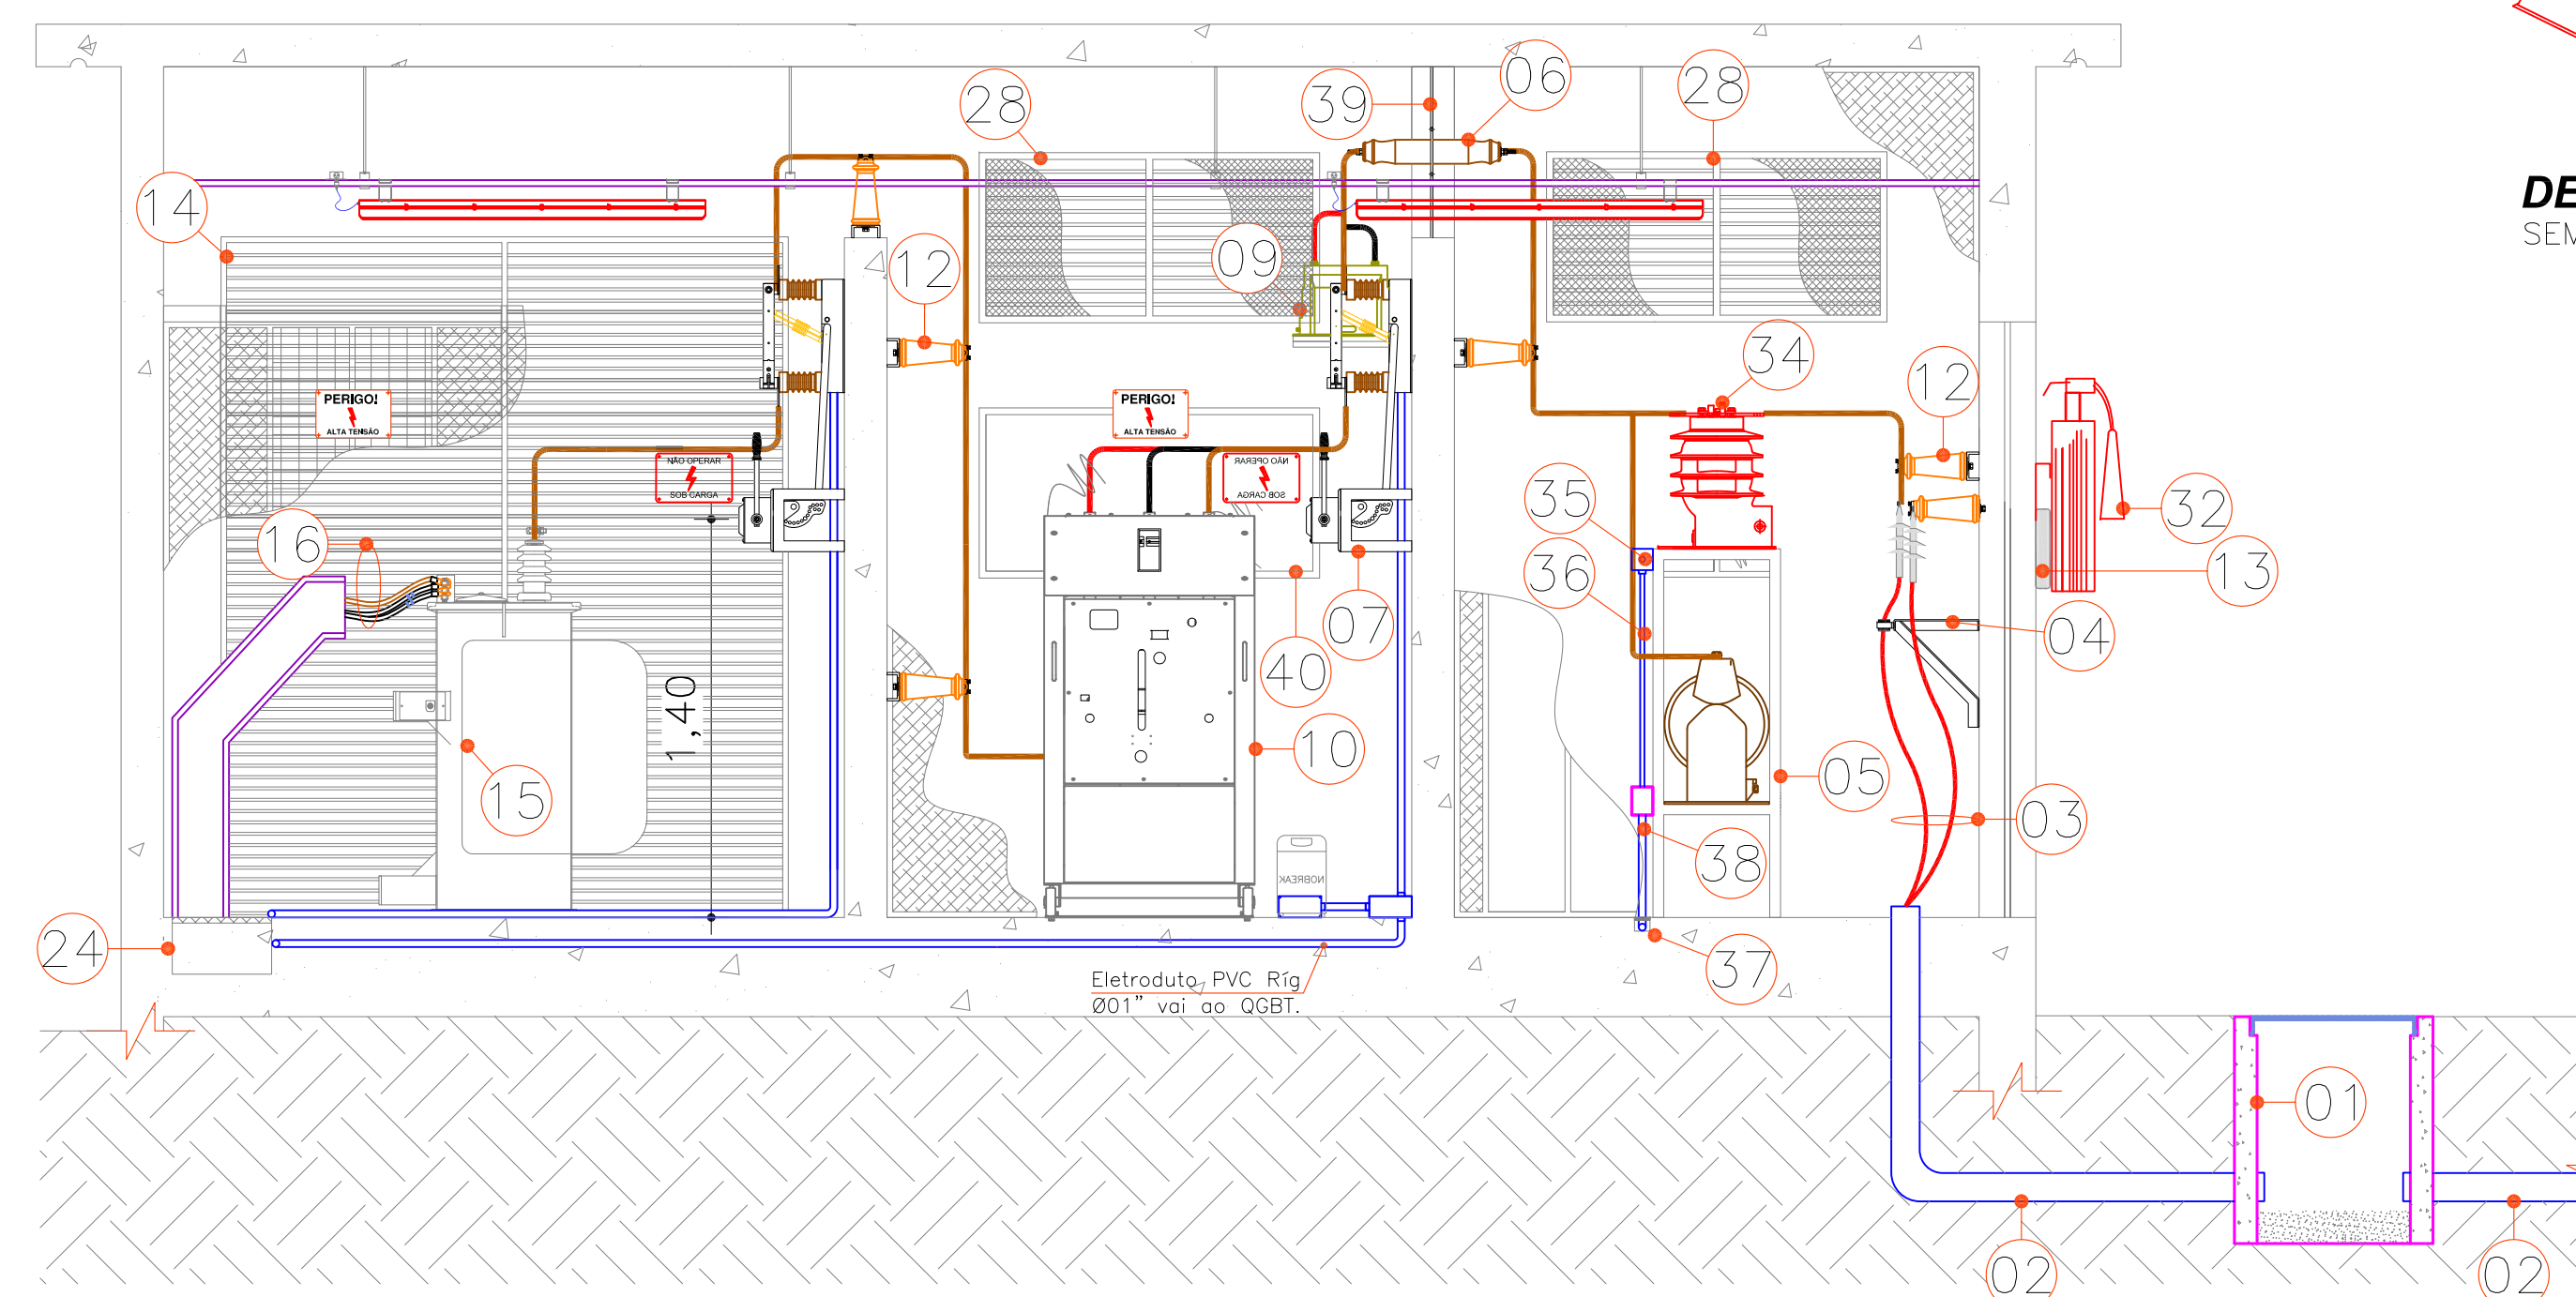 06
28
39
28
DE
SEM
14
12
09
34
12
PERIGO!
ALTA TENSÃO
PERIGO!
ALTA TENSÃO
NÃO OPERAR
SOB CARGA
NÃO OPERAR
SOB CARGA
35
32
16
36
13
07
04
40
1,40
10
15
05
03
38
NOBREAK
24
37
Eletroduto PVC Ríg
Ø01" vai ao QGBT.
01
02
02